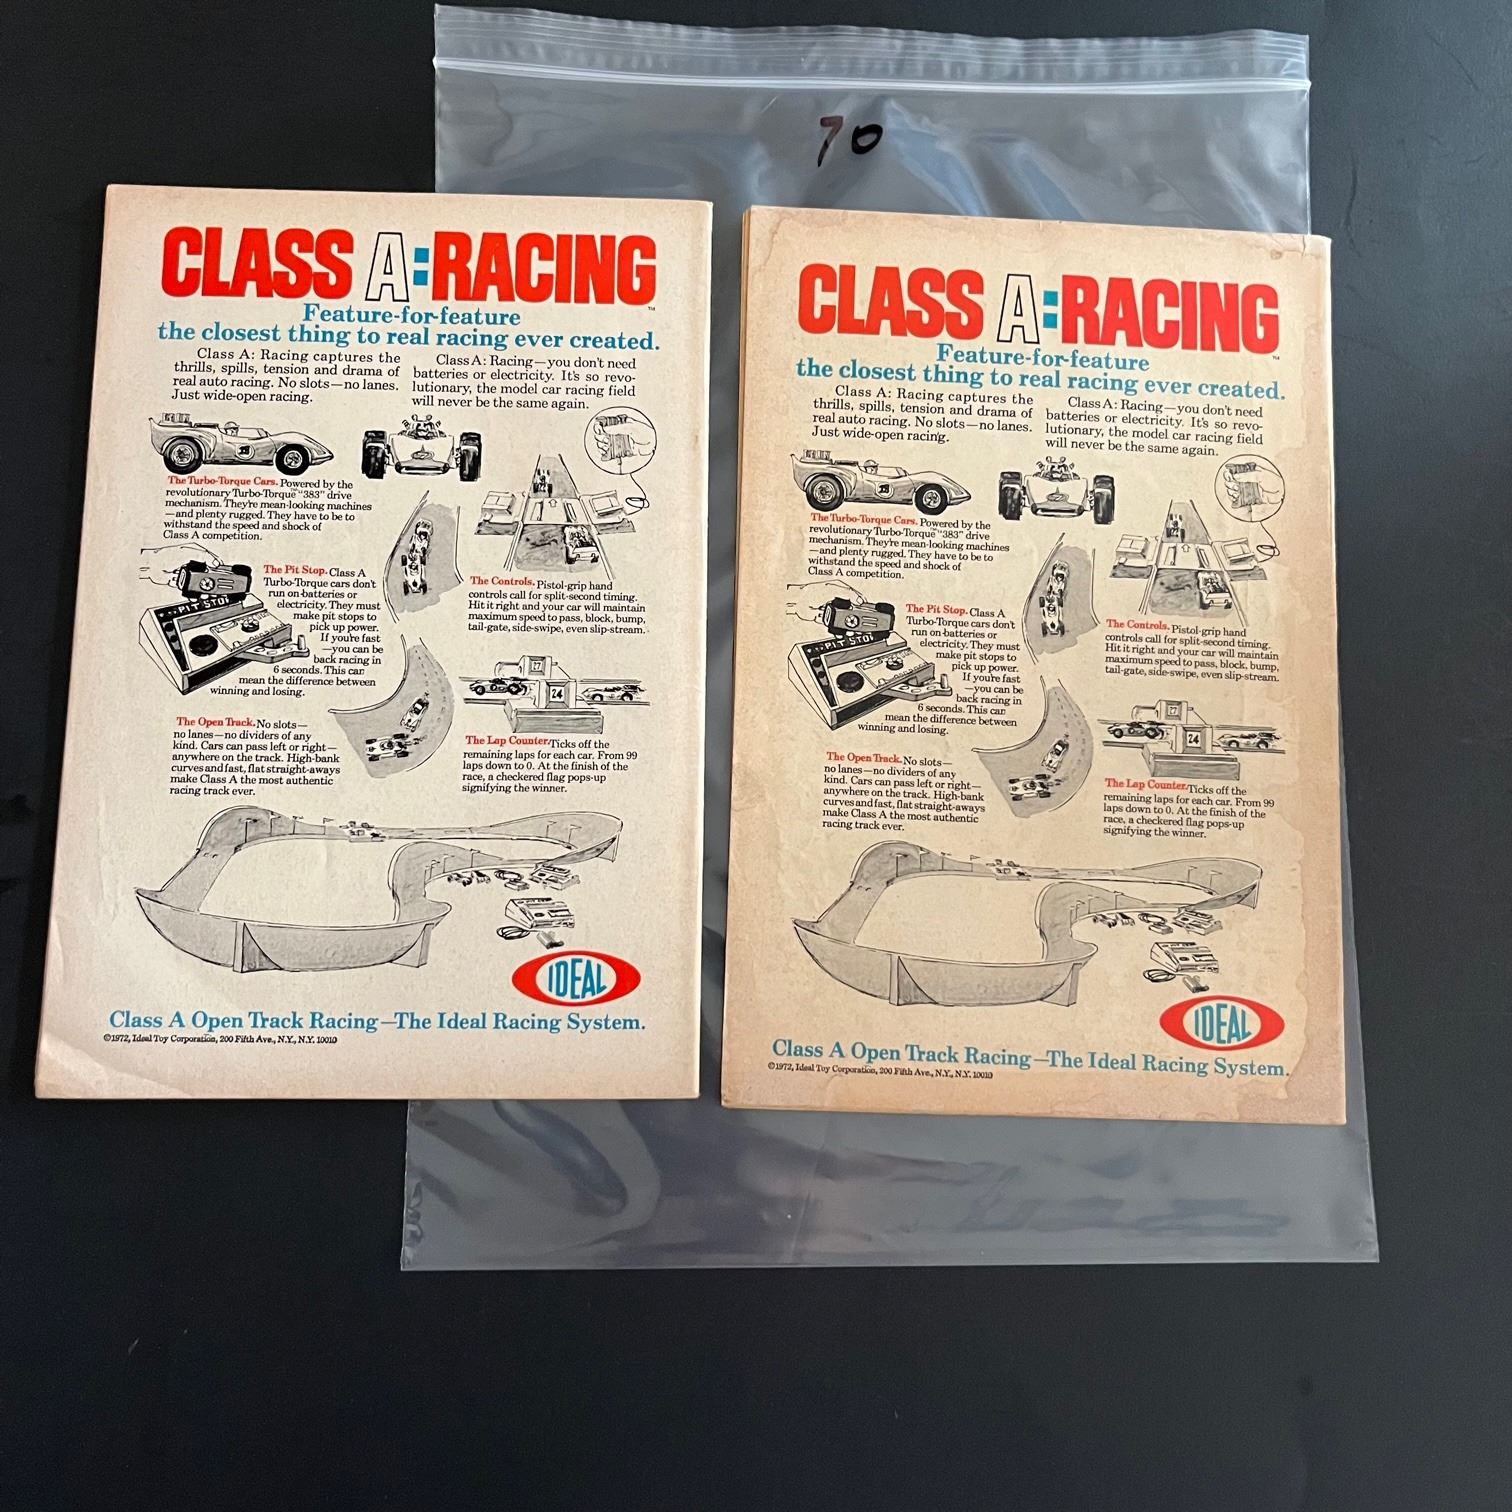 70
CLASS A:RACING
™
Feature-for-feature
the closest thing to real racing ever created.
Class A: Racing captures the
thrills, spills, tension and drama of
real auto racing. No slots—no lanes.
Just wide-open racing.
Class A: Racing—you don't need
batteries or electricity. It's so revo-
lutionary, the model car racing field
will never be the same again.
The Turbo-Torque Cars. Powered by the
revolutionary Turbo-Torque™"383" drive
mechanism. They're mean-looking machines
—and plenty rugged. They have to be to
withstand the speed and shock of
Class A competition.
PIT STOP
The Pit Stop. Class A
Turbo-Torque cars don't
run on batteries or
electricity. They must
make pit stops to
pick up power.
If you're fast
—you can be
back racing in
6 seconds. This can
mean the difference between
winning and losing.
The Controls. Pistol-grip hand
controls call for split-second timing.
Hit it right and your car will maintain
maximum speed to pass, block, bump,
tail-gate, side-swipe, even slip-stream.
27
24
The Open Track. No slots—
no lanes—no dividers of any
kind. Cars can pass left or right—
anywhere on the track. High-bank
curves and fast, flat straight-aways
make Class A the most authentic
racing track ever.
The Lap Counter. Ticks off the
remaining laps for each car. From 99
laps down to 0. At the finish of the
race, a checkered flag pops-up
signifying the winner.
IDEAL
Class A Open Track Racing—The Ideal Racing System.
©1972, Ideal Toy Corporation, 200 Fifth Ave., N.Y., N.Y. 10010
CLASS A:RACING
™
Feature-for-feature
the closest thing to real racing ever created.
Class A: Racing captures the
thrills, spills, tension and drama of
real auto racing. No slots—no lanes.
Just wide-open racing.
Class A: Racing—you don't need
batteries or electricity. It's so revo-
lutionary, the model car racing field
will never be the same again.
The Turbo-Torque Cars. Powered by the
revolutionary Turbo-Torque™"383" drive
mechanism. They're mean-looking machines
—and plenty rugged. They have to be to
withstand the speed and shock of
Class A competition.
PIT STOP
The Pit Stop. Class A
Turbo-Torque cars don't
run on batteries or
electricity. They must
make pit stops to
pick up power.
If you're fast
—you can be
back racing in
6 seconds. This can
mean the difference between
winning and losing.
The Controls. Pistol-grip hand
controls call for split-second timing.
Hit it right and your car will maintain
maximum speed to pass, block, bump,
tail-gate, side-swipe, even slip-stream.
27
24
The Open Track. No slots—
no lanes—no dividers of any
kind. Cars can pass left or right—
anywhere on the track. High-bank
curves and fast, flat straight-aways
make Class A the most authentic
racing track ever.
The Lap Counter. Ticks off the
remaining laps for each car. From 99
laps down to 0. At the finish of the
race, a checkered flag pops-up
signifying the winner.
IDEAL
Class A Open Track Racing—The Ideal Racing System.
©1972, Ideal Toy Corporation, 200 Fifth Ave., N.Y., N.Y. 10010